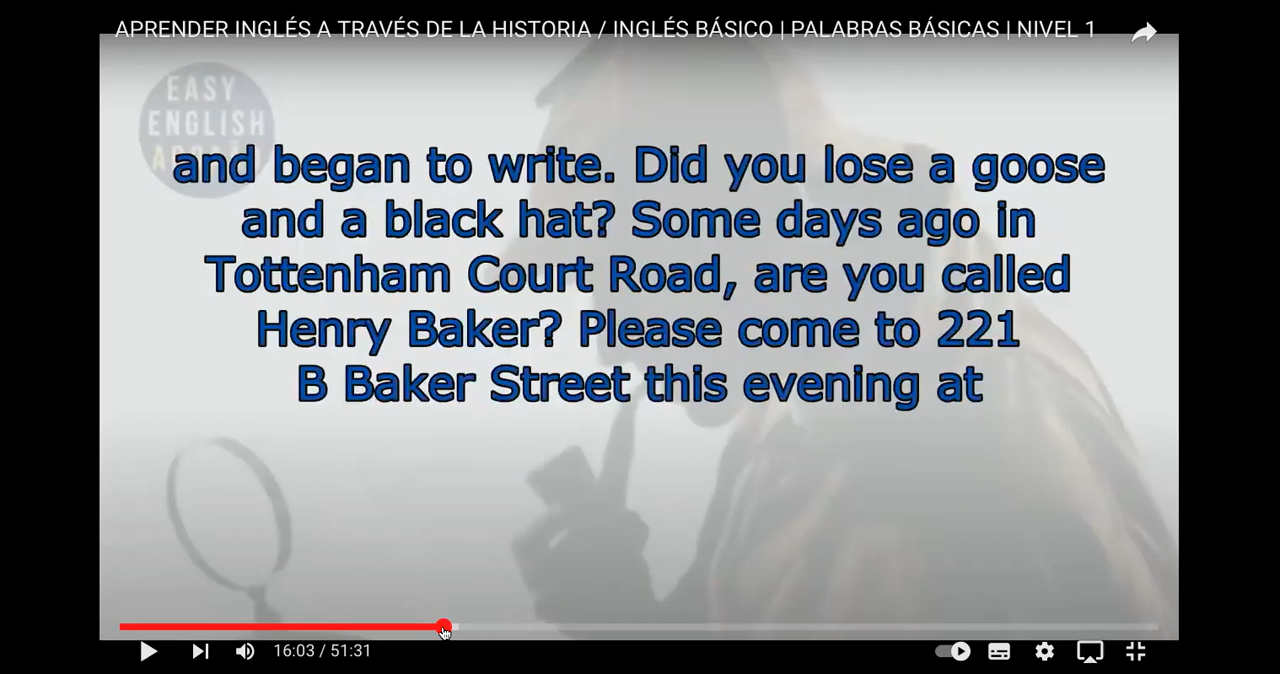 APRENDER INGLÉS A TRAVÉS DE LA HISTORIA / INGLÉS BÁSICO | PALABRAS BÁSICAS | NIVEL 1
EASY
ENGLISH
and began to write. Did you lose a goose
and a black hat? Some days ago in
Tottenham Court Road, are you called
Henry Baker? Please come to 221
B Baker Street this evening at
16:03 / 51:31